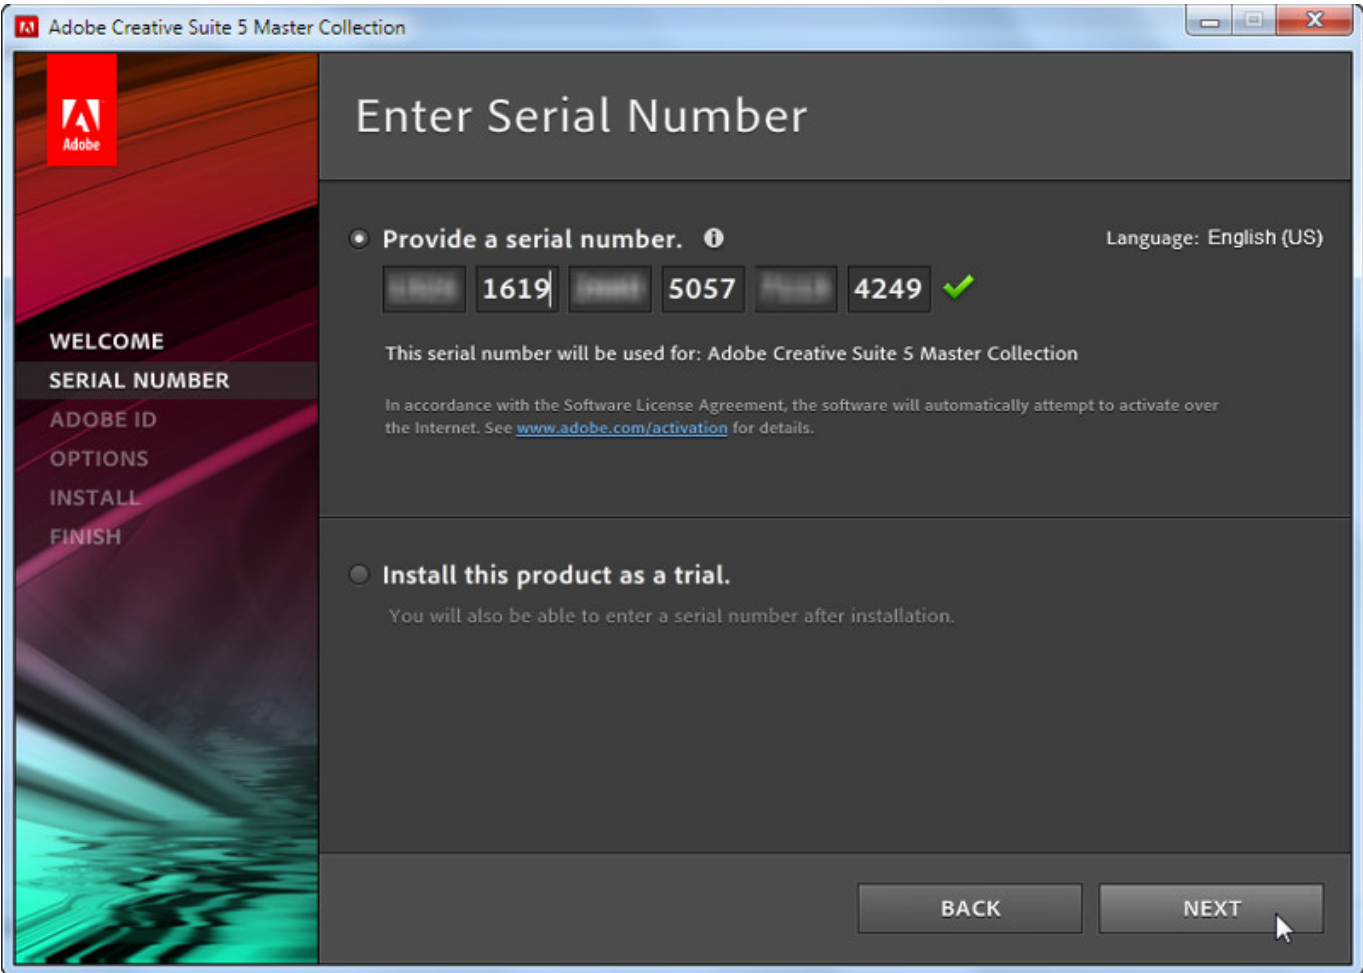 Adobe Creative Suite 5 Master Collection
Adobe
Enter Serial Number
Provide a serial number.
Language: English (US)
1619 5057 4249
This serial number will be used for: Adobe Creative Suite 5 Master Collection
In accordance with the Software License Agreement, the software will automatically attempt to activate over
the Internet. See www.adobe.com/activation for details.
WELCOME
SERIAL NUMBER
ADOBE ID
OPTIONS
INSTALL
FINISH
Install this product as a trial.
You will also be able to enter a serial number after installation.
BACK
NEXT